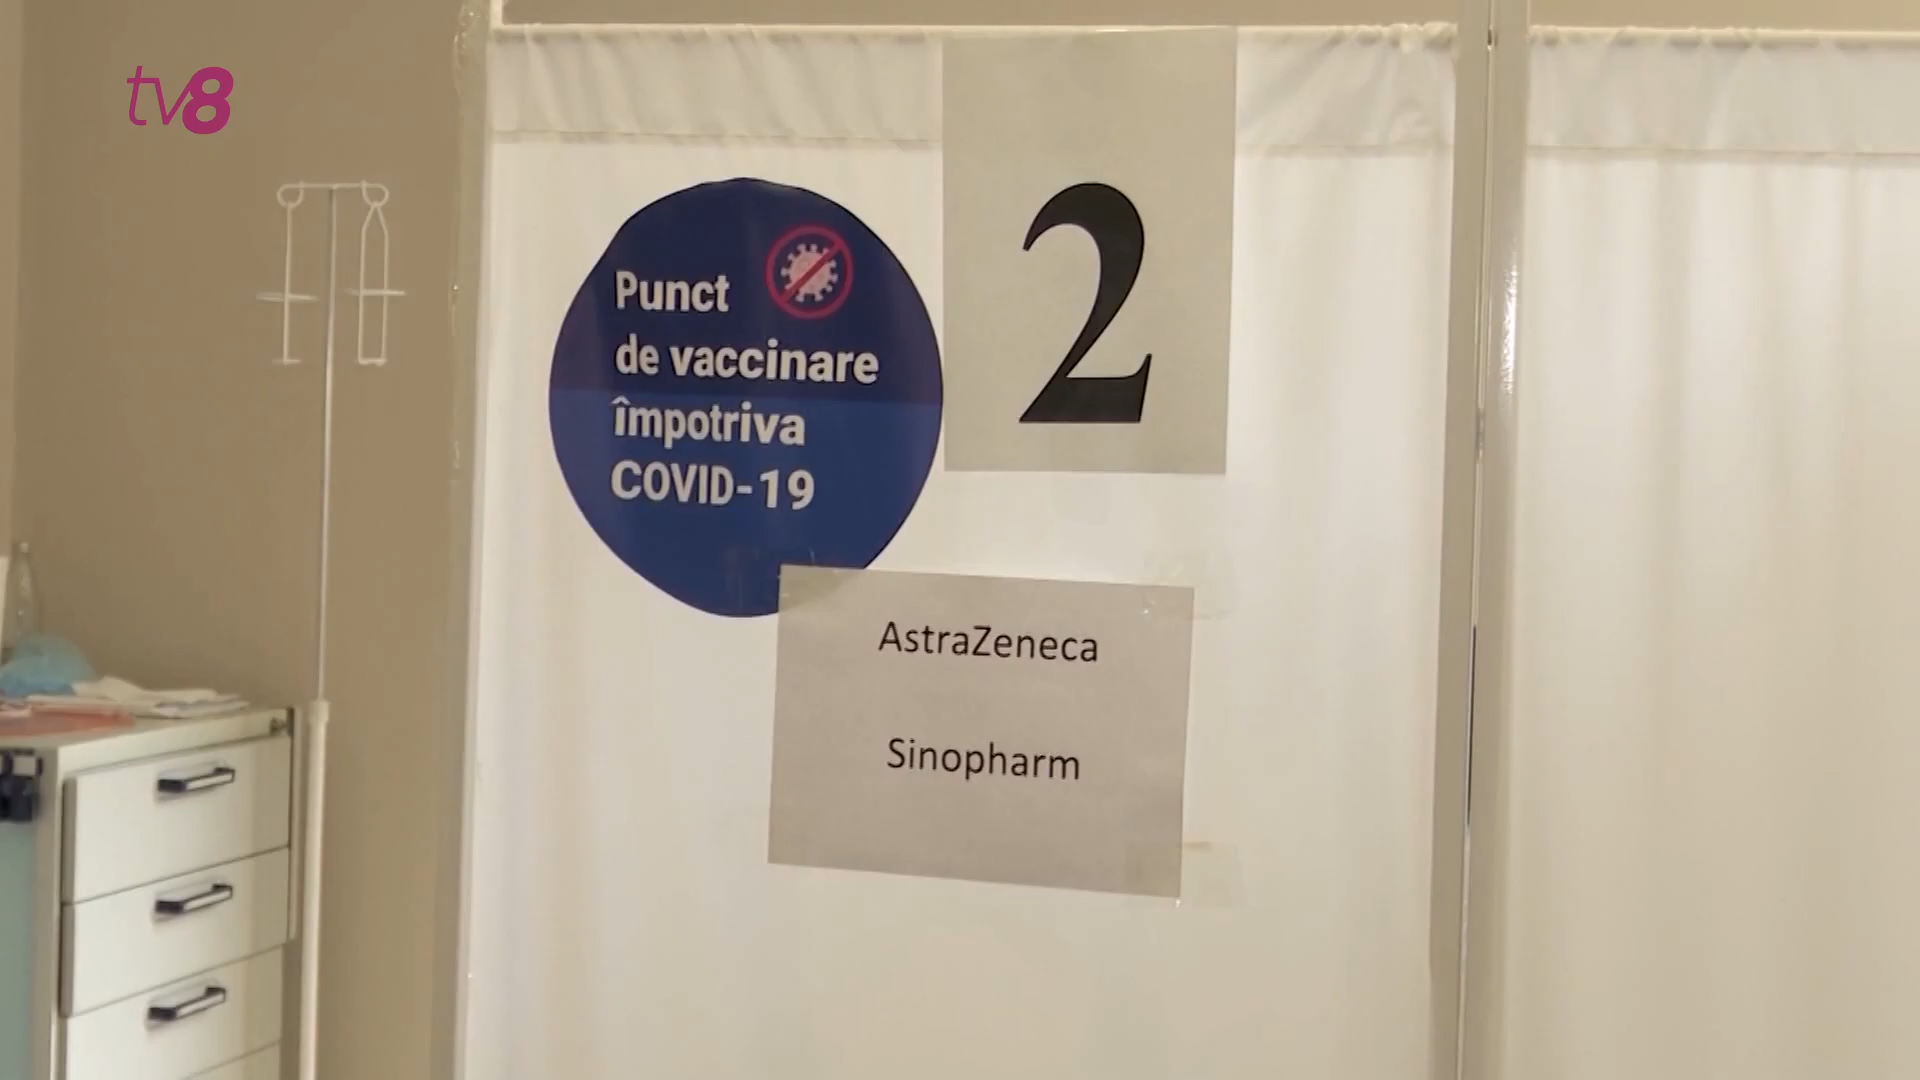 tv8
Punct
de vaccinare
împotriva
COVID-19
2
AstraZeneca
Sinopharm